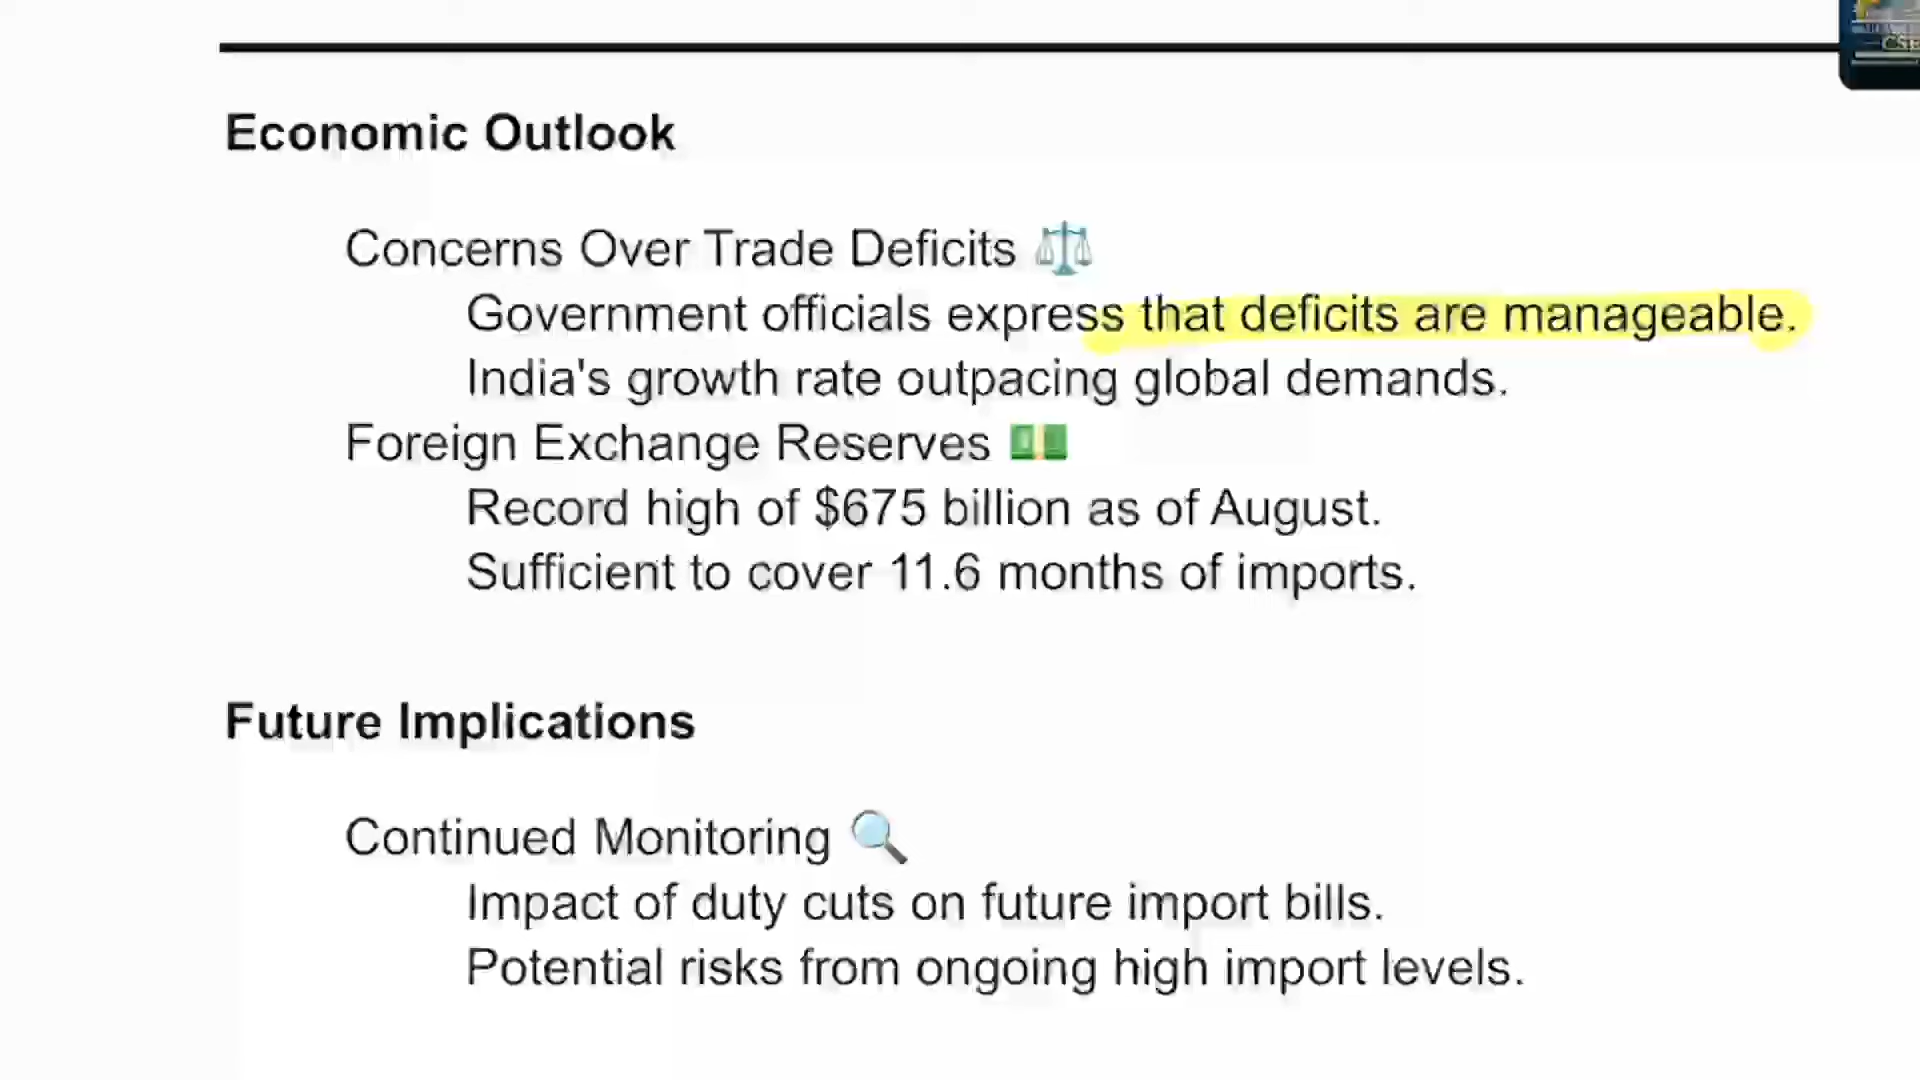 Economic Outlook
Concerns Over Trade Deficits
Government officials express that deficits are manageable.
India's growth rate outpacing global demands.
Foreign Exchange Reserves
Record high of $675 billion as of August.
Sufficient to cover 11.6 months of imports.
Future Implications
Continued Monitoring
Impact of duty cuts on future import bills.
Potential risks from ongoing high import levels.